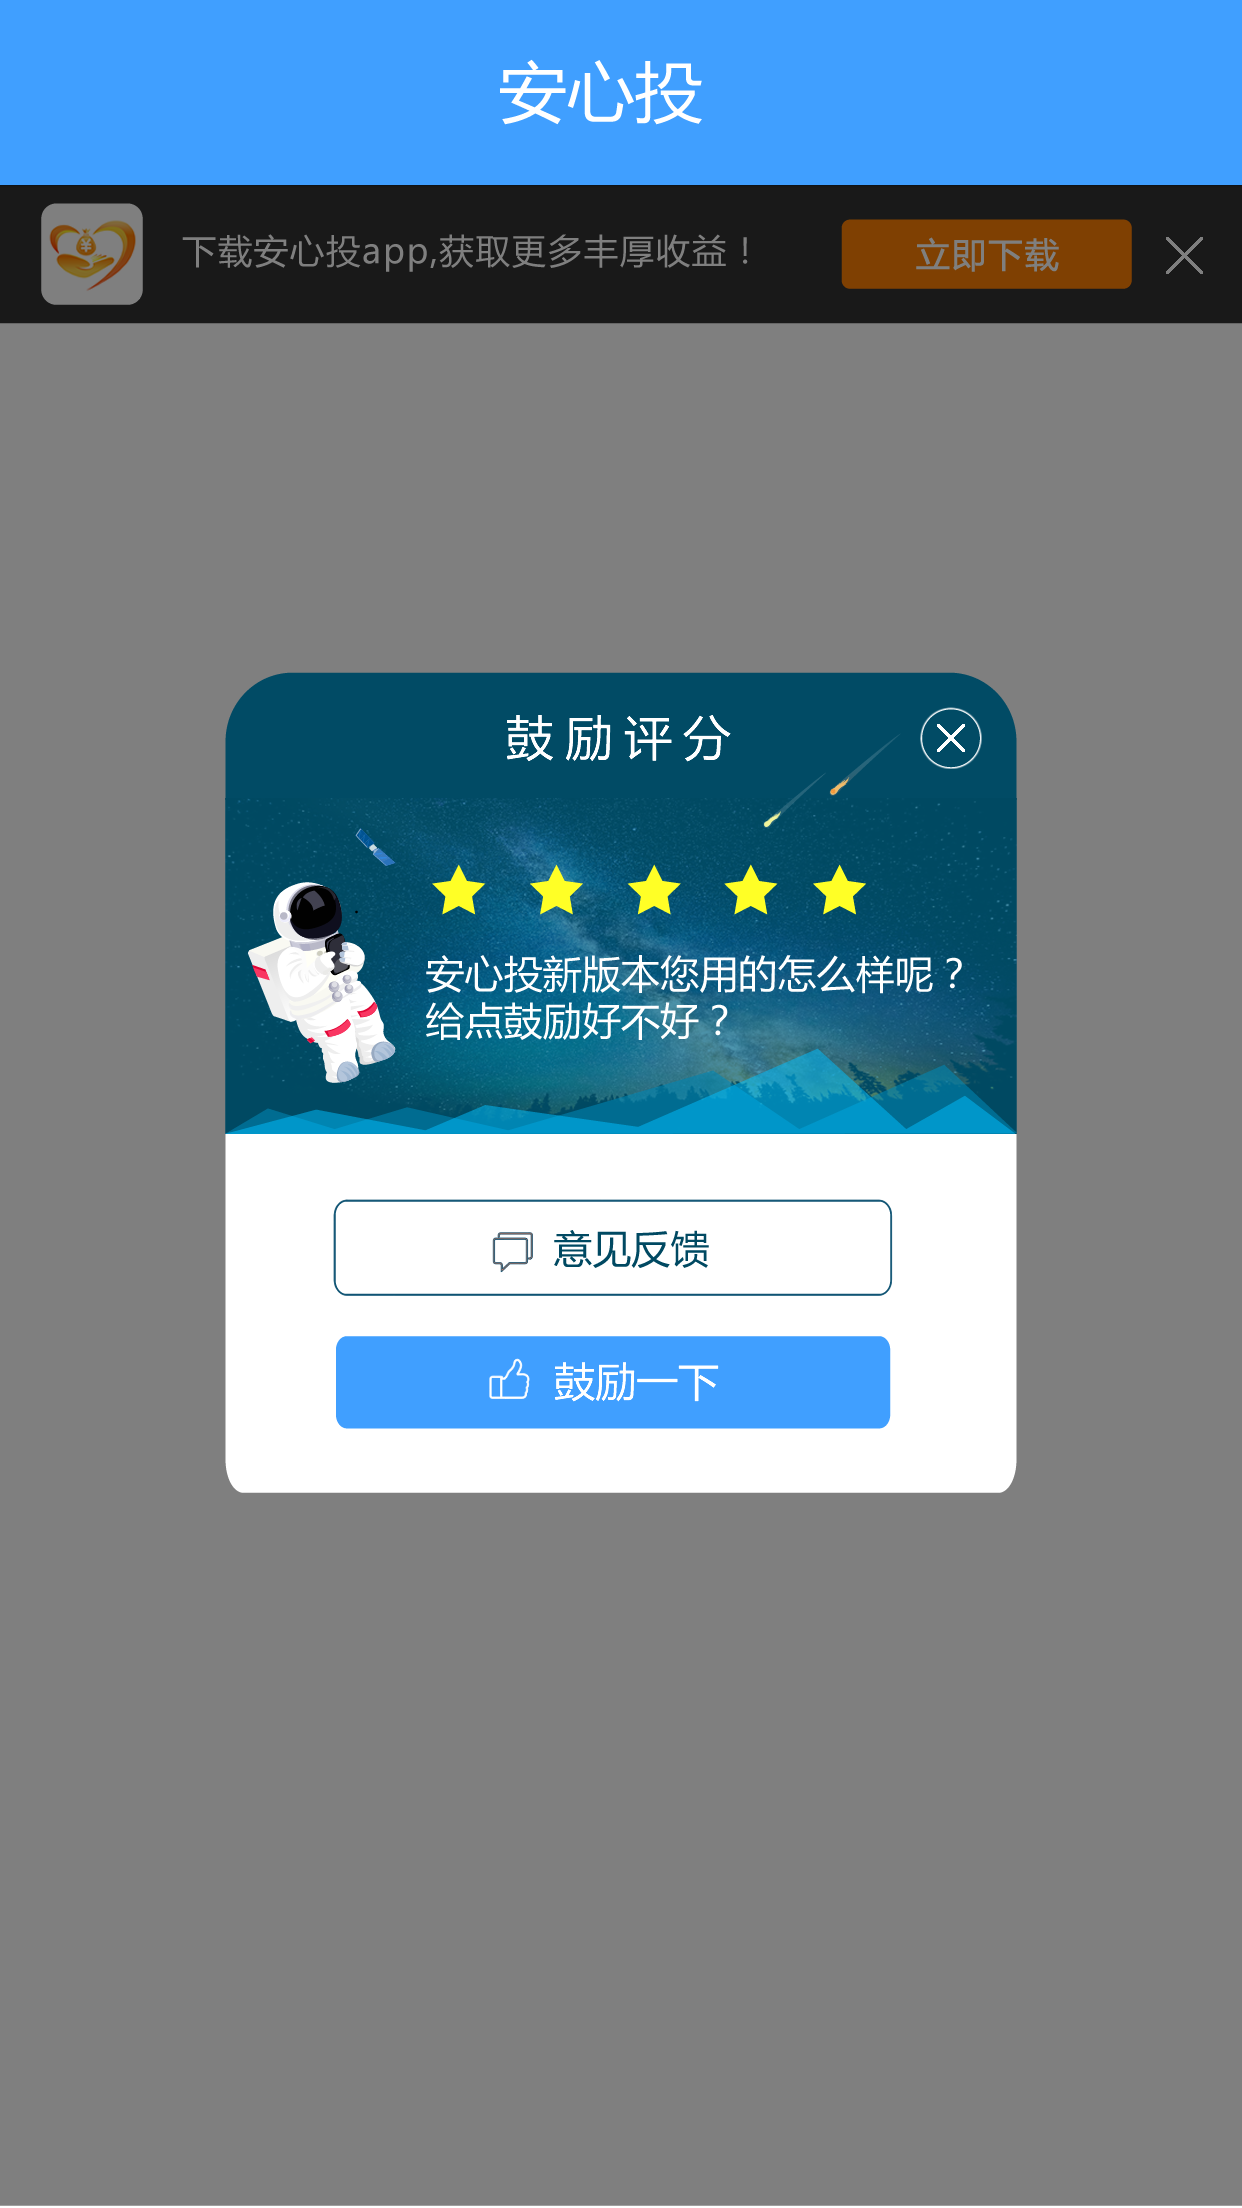 安心投
下载安心投app,获取更多丰厚收益！
立即下载
鼓励评分
安心投新版本您用的怎么样呢？
给点鼓励好不好？
意见反馈
鼓励一下